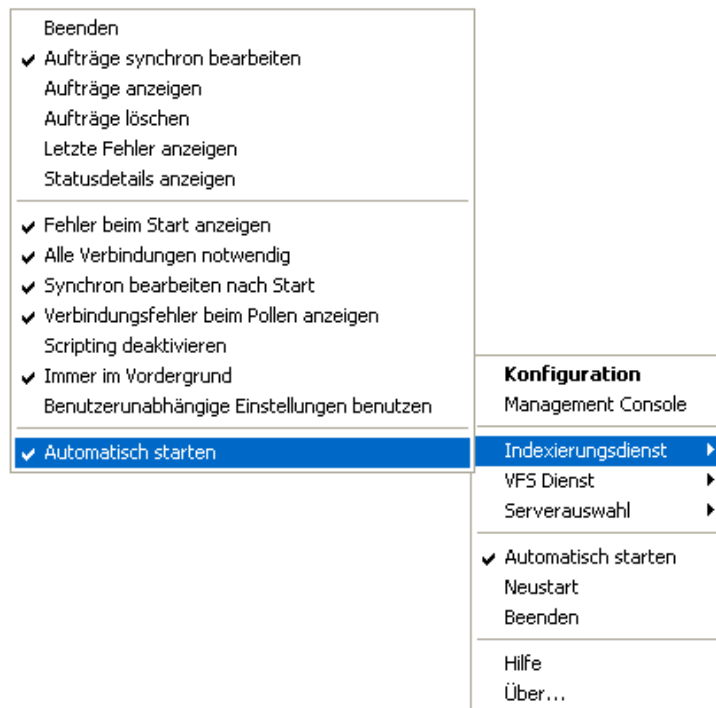 Beenden
Aufträge synchron bearbeiten
Aufträge anzeigen
Aufträge löschen
Letzte Fehler anzeigen
Statusdetails anzeigen
Fehler beim Start anzeigen
Alle Verbindungen notwendig
Synchron bearbeiten nach Start
Verbindungsfehler beim Pollen anzeigen
Scripting deaktivieren
Immer im Vordergrund
Benutzerunabhängige Einstellungen benutzen
Automatisch starten
Konfiguration
Management Console
Indexierungsdienst
VFS Dienst
Serverauswahl
Automatisch starten
Neustart
Beenden
Hilfe
Über...